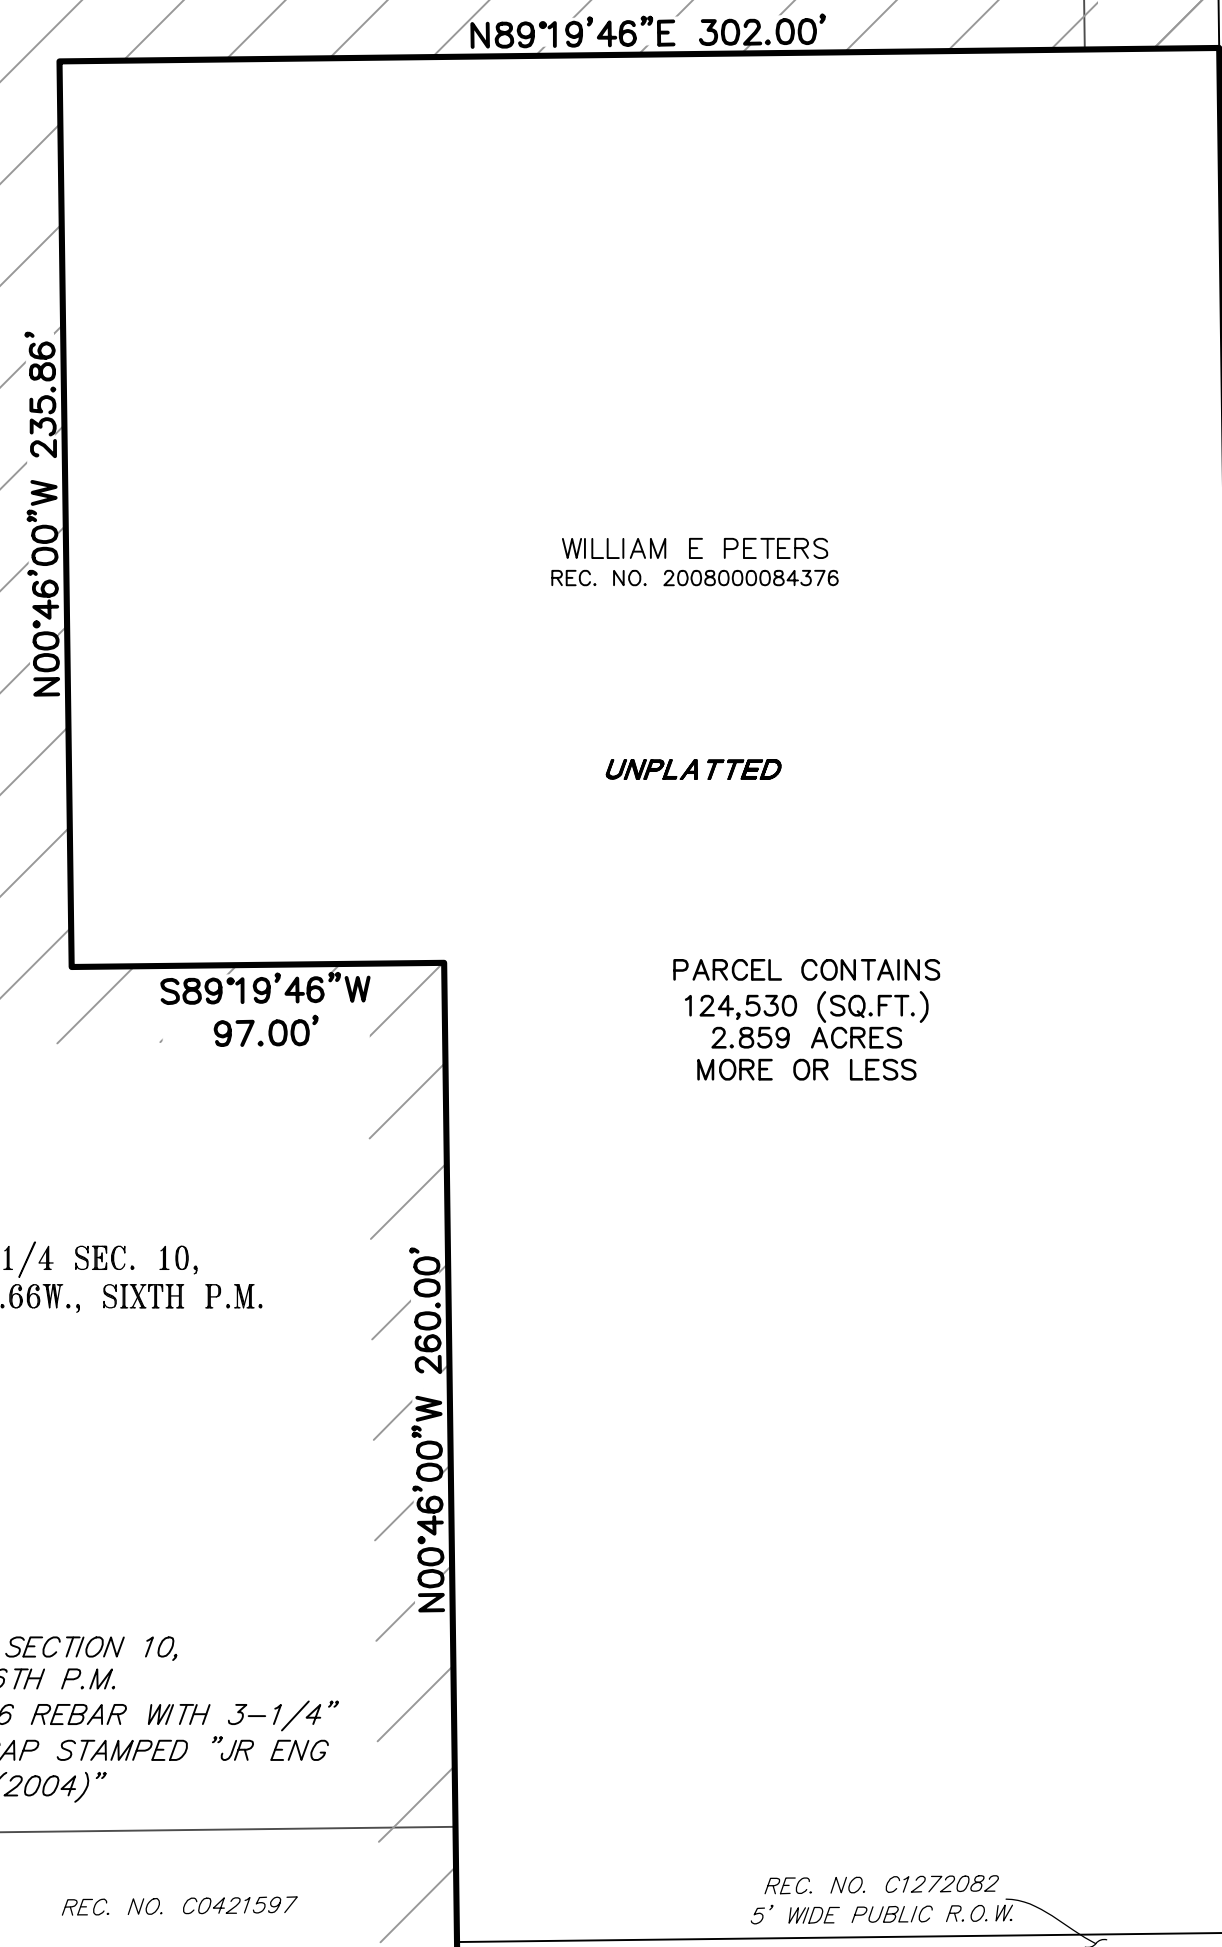 N89°19'46"E 302.00'
N00°46'00"W 235.86'
WILLIAM E PETERS
REC. NO. 2008000084376
UNPLATTED
S89°19'46"W
97.00'
PARCEL CONTAINS
124,530 (SQ.FT.)
2.859 ACRES
MORE OR LESS
1/4 SEC. 10,
.66W., SIXTH P.M.
N00°46'00"W 260.00'
SECTION 10,
6TH P.M.
6 REBAR WITH 3-1/4"
CAP STAMPED "JR ENG
(2004)"
REC. NO. C0421597
REC. NO. C1272082
5' WIDE PUBLIC R.O.W.